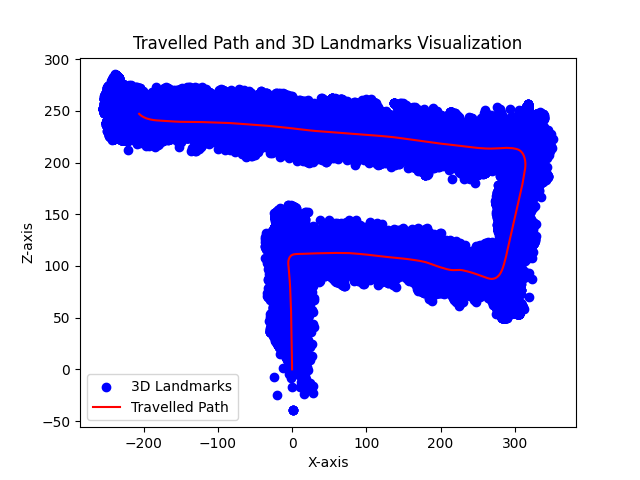 Travelled Path and 3D Landmarks Visualization
300
250
200
150
100
50
0
−50
Z-axis
3D Landmarks
Travelled Path
−200 −100 0 100 200 300
X-axis